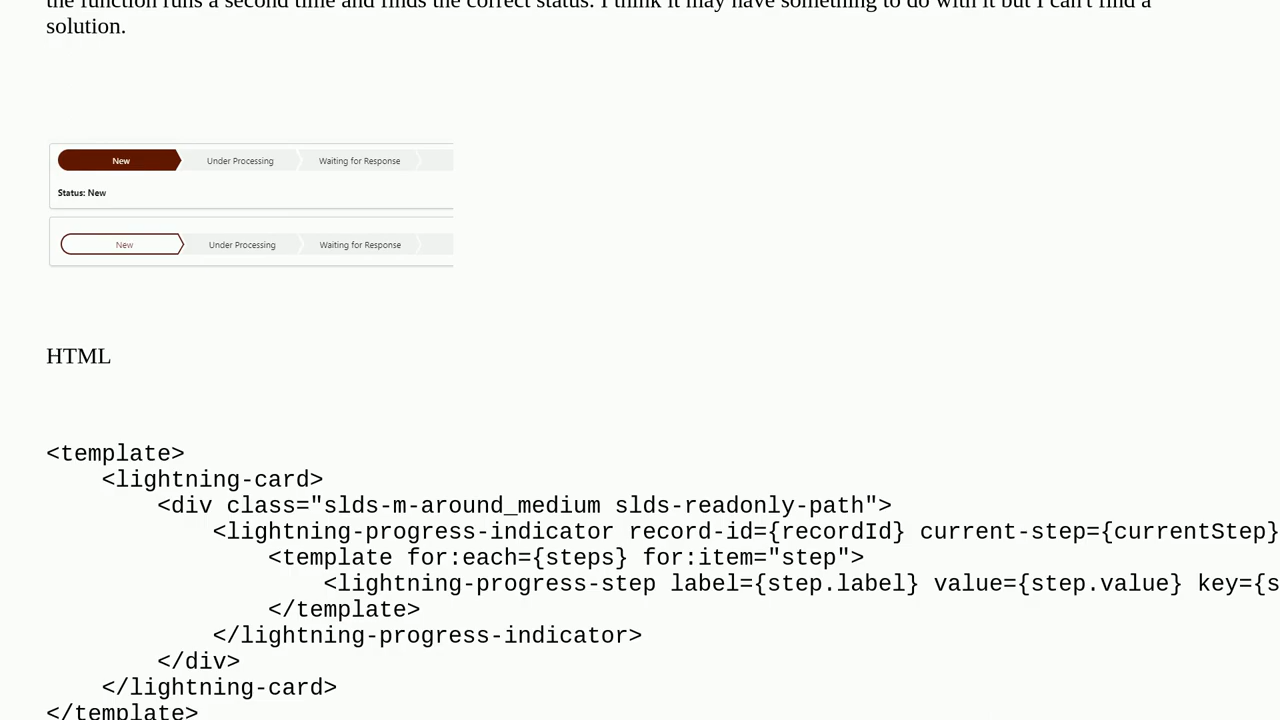 the function runs a second time and finds the correct status. I think it may have something to do with it but I can't find a
solution.
New
Under Processing
Waiting for Response
Status: New
New
Under Processing
Waiting for Response
HTML
<template>
    <lightning-card>
        <div class="slds-m-around_medium slds-readonly-path">
            <lightning-progress-indicator record-id={recordId} current-step={currentStep}
                <template for:each={steps} for:item="step">
                    <lightning-progress-step label={step.label} value={step.value} key={s
                </template>
            </lightning-progress-indicator>
        </div>
    </lightning-card>
</template>